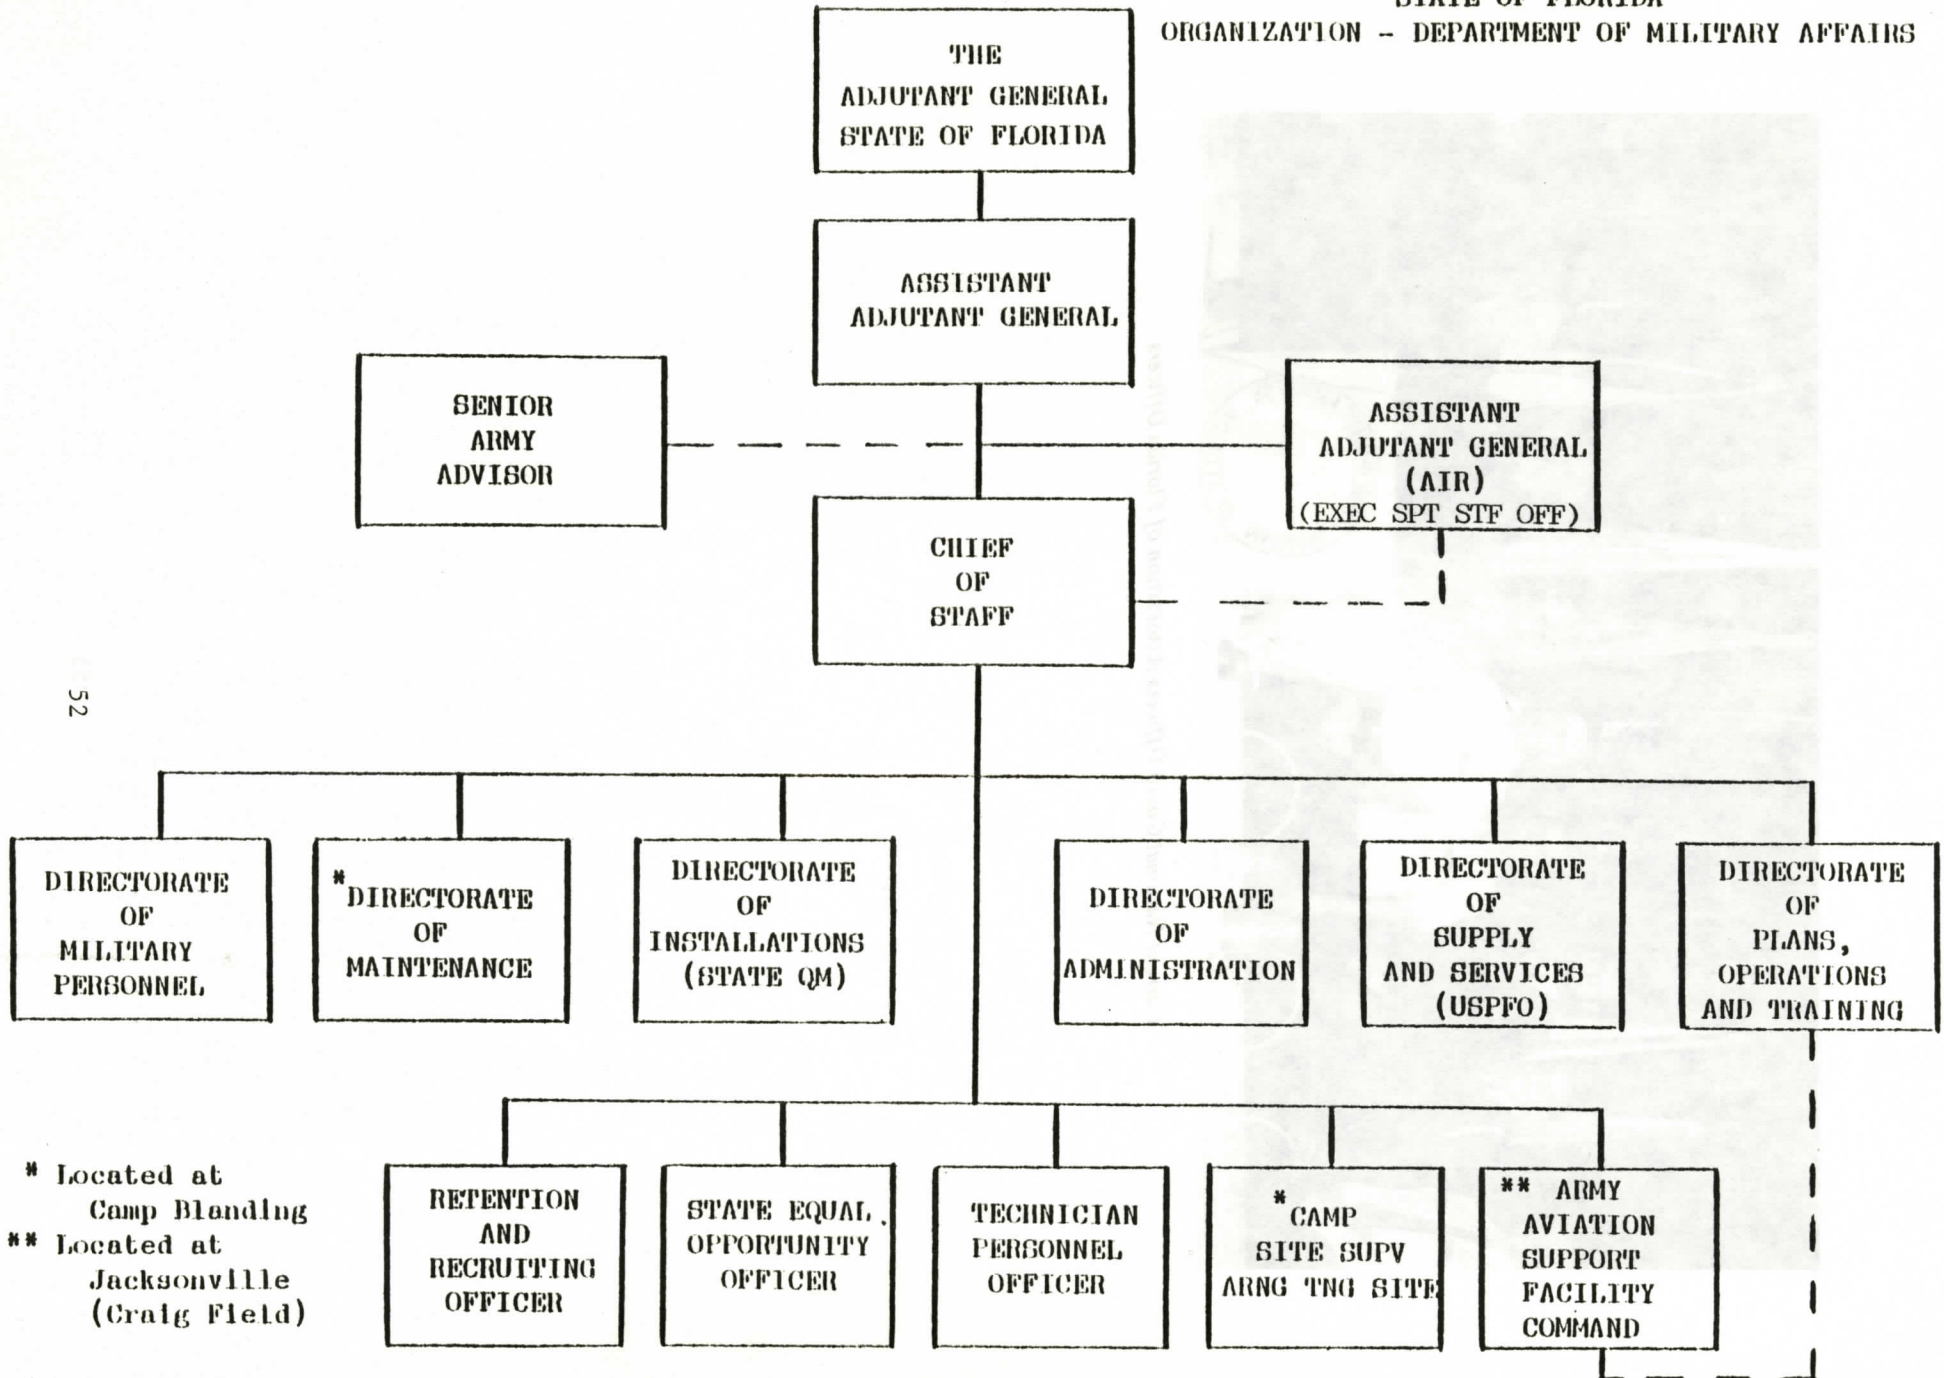 STATE OF FLORIDA
ORGANIZATION - DEPARTMENT OF MILITARY AFFAIRS
THE
ADJUTANT GENERAL
STATE OF FLORIDA
ASSISTANT
ADJUTANT GENERAL
SENIOR
ARMY
ADVISOR
ASSISTANT
ADJUTANT GENERAL
(AIR)
(EXEC SPT STF OFF)
CHIEF
OF
STAFF
52
DIRECTORATE
OF
MILITARY
PERSONNEL
*DIRECTORATE
OF
MAINTENANCE
DIRECTORATE
OF
INSTALLATIONS
(STATE QM)
DIRECTORATE
OF
ADMINISTRATION
DIRECTORATE
OF
SUPPLY
AND SERVICES
(USPFO)
DIRECTORATE
OF
PLANS,
OPERATIONS
AND TRAINING
* Located at
Camp Blanding
** Located at
Jacksonville
(Craig Field)
RETENTION
AND
RECRUITING
OFFICER
STATE EQUAL
OPPORTUNITY
OFFICER
TECHNICIAN
PERSONNEL
OFFICER
*
CAMP
SITE SUPV
ARNG TNG SITE
** ARMY
AVIATION
SUPPORT
FACILITY
COMMAND